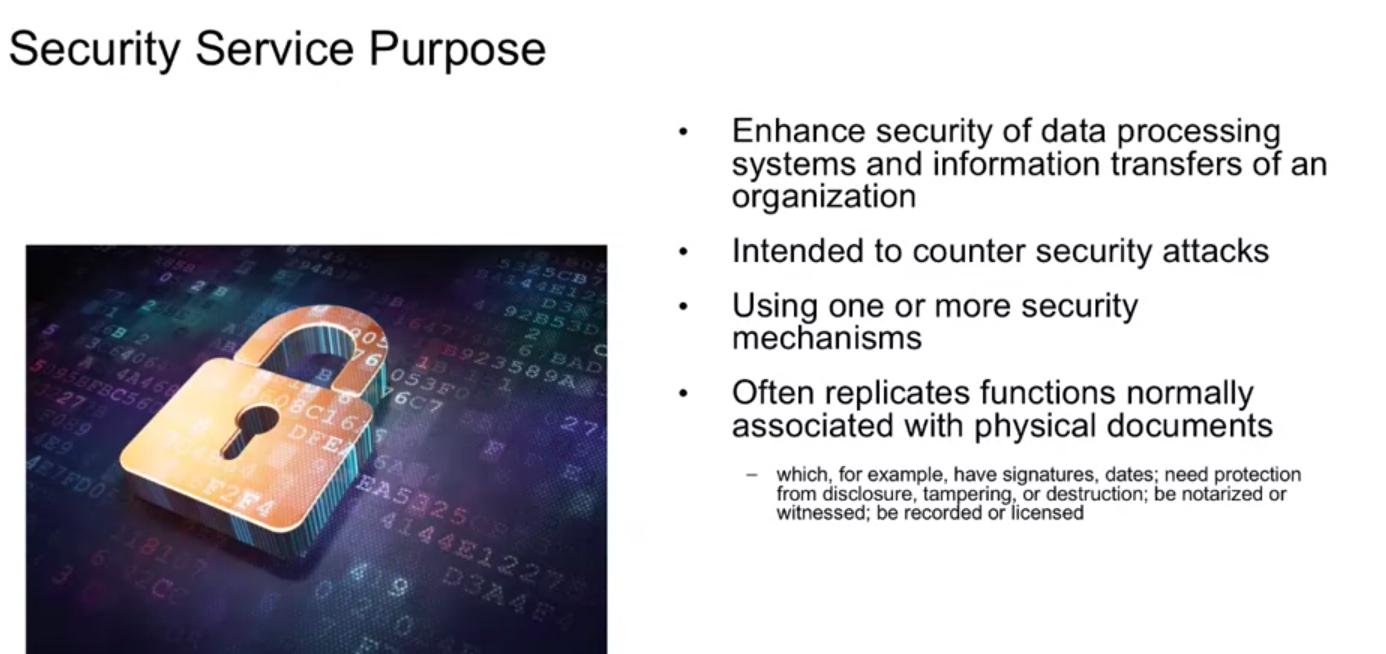 Security Service Purpose
• Enhance security of data processing
systems and information transfers of an
organization
• Intended to counter security attacks
• Using one or more security
mechanisms
• Often replicates functions normally
associated with physical documents
– which, for example, have signatures, dates; need protection
from disclosure, tampering, or destruction; be notarized or
witnessed; be recorded or licensed